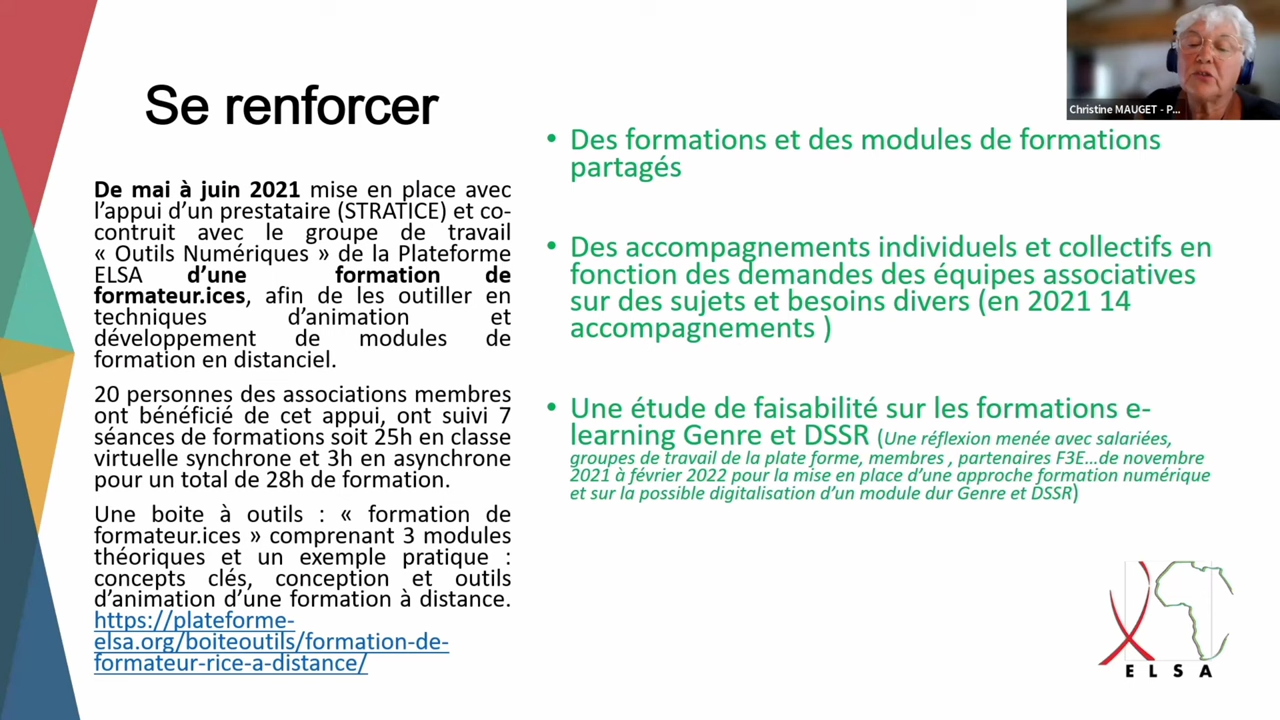 Se renforcer
De mai à juin 2021 mise en place avec
l’appui d’un prestataire (STRATICE) et co-
contruit avec le groupe de travail
« Outils Numériques » de la Plateforme
ELSA d’une formation de
formateur.ices, afin de les outiller en
techniques d’animation et
développement de modules de
formation en distanciel.
20 personnes des associations membres
ont bénéficié de cet appui, ont suivi 7
séances de formations soit 25h en classe
virtuelle synchrone et 3h en asynchrone
pour un total de 28h de formation.
Une boite à outils : « formation de
formateur.ices » comprenant 3 modules
théoriques et un exemple pratique :
concepts clés, conception et outils
d’animation d’une formation à distance.
https://plateforme-
elsa.org/boiteoutils/formation-de-
formateur-rice-a-distance/
• Des formations et des modules de formations
partagés
• Des accompagnements individuels et collectifs en
fonction des demandes des équipes associatives
sur des sujets et besoins divers (en 2021 14
accompagnements )
• Une étude de faisabilité sur les formations e-
learning Genre et DSSR (Une réflexion menée avec salariées,
groupes de travail de la plate forme, membres , partenaires F3E…de novembre
2021 à février 2022 pour la mise en place d’une approche formation numérique
et sur la possible digitalisation d’un module dur Genre et DSSR)
Christine MAUGET - P...
ELSA